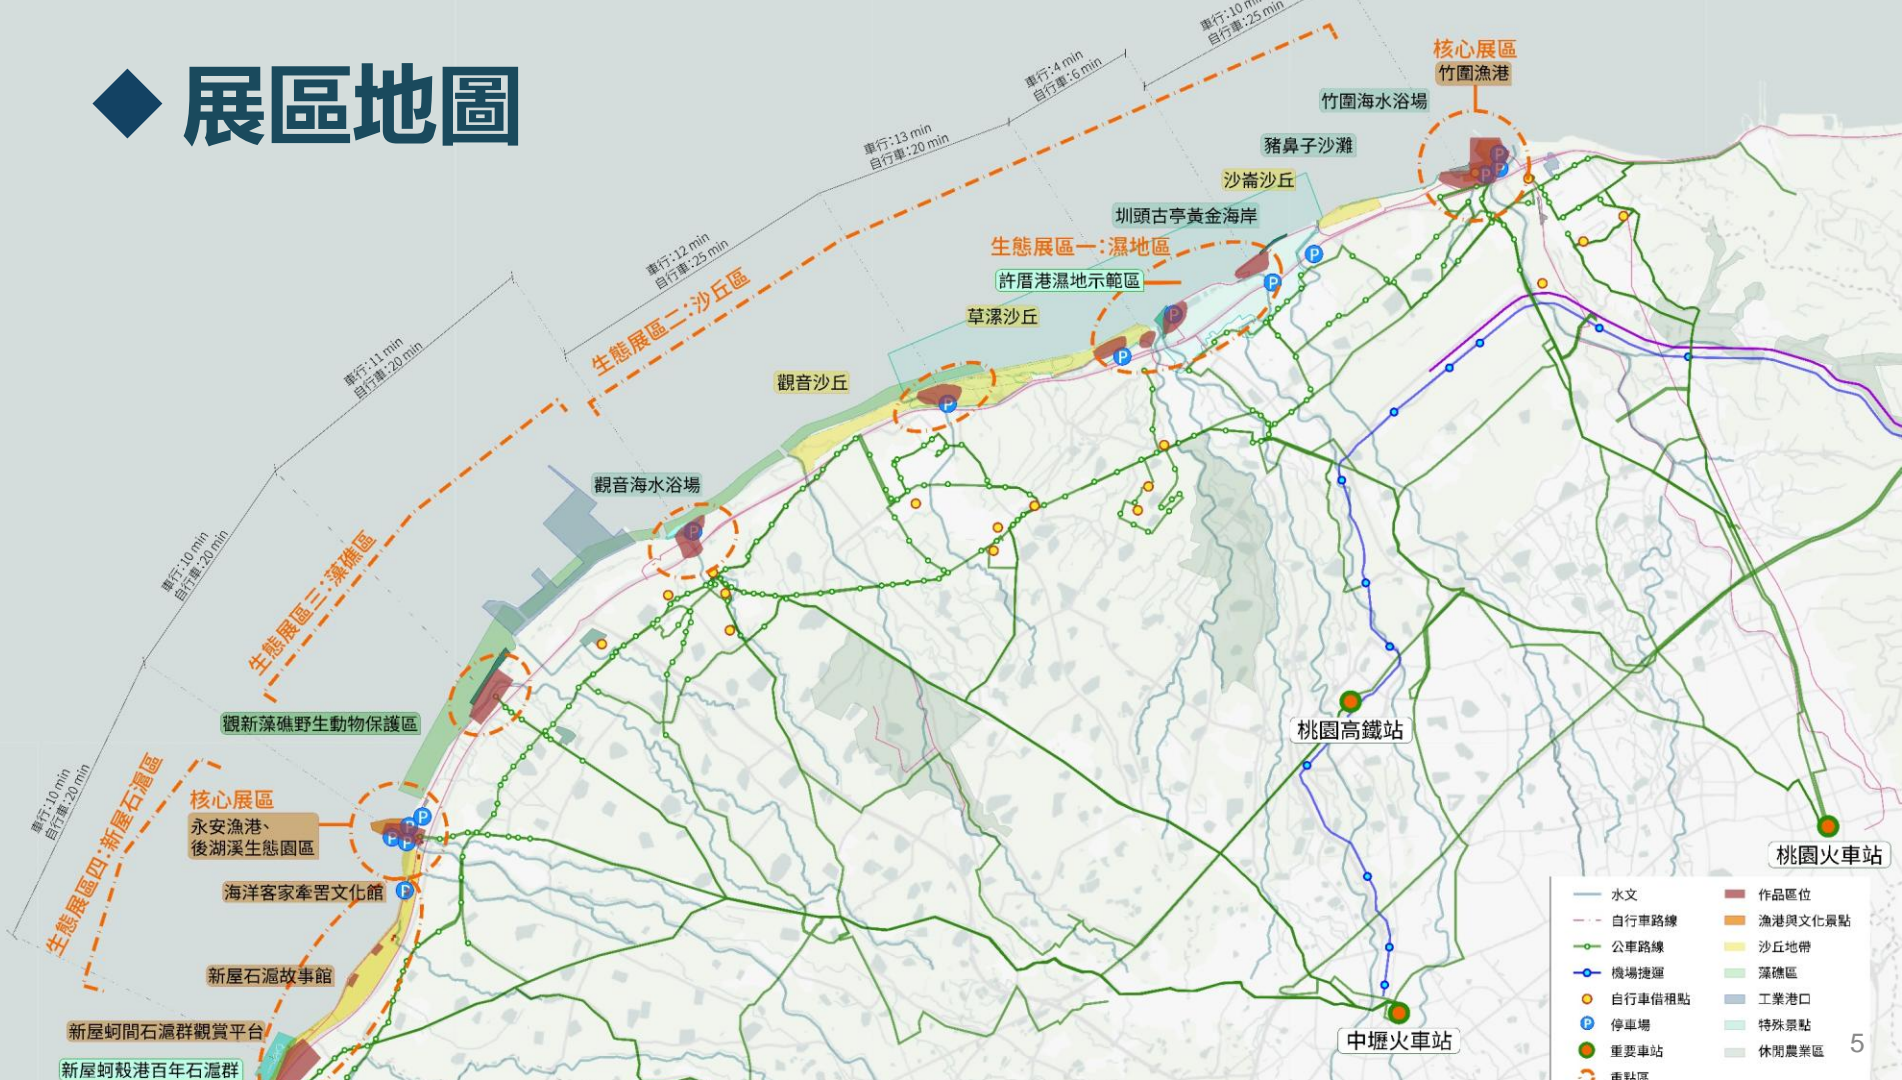 展區地圖
車行:10 min
自行車:25 min
車行:4 min
自行車:6 min
車行:13 min
自行車:20 min
車行:12 min
自行車:25 min
車行:11 min
自行車:20 min
車行:10 min
自行車:20 min
車行:10 min
自行車:20 min
核心展區
竹圍漁港
竹圍海水浴場
豬鼻子沙灘
沙崙沙丘
圳頭古亭黃金海岸
生態展區一:濕地區
許厝港濕地示範區
草漯沙丘
生態展區二:沙丘區
觀音沙丘
觀音海水浴場
生態展區三:藻礁區
觀新藻礁野生動物保護區
生態展區四:新屋石滬區
核心展區
永安漁港、
後湖溪生態園區
海洋客家牽罟文化館
新屋石滬故事館
新屋蚵間石滬群觀賞平台
新屋蚵殼港百年石滬群
桃園高鐵站
桃園火車站
中壢火車站
P
P
P
P
P
P
P
P
P
P
P
P
P
P
水文
自行車路線
公車路線
機場捷運
自行車借租點
P 停車場
重要車站
重點區
作品區位
漁港與文化景點
沙丘地帶
藻礁區
工業港口
特殊景點
休閒農業區
5